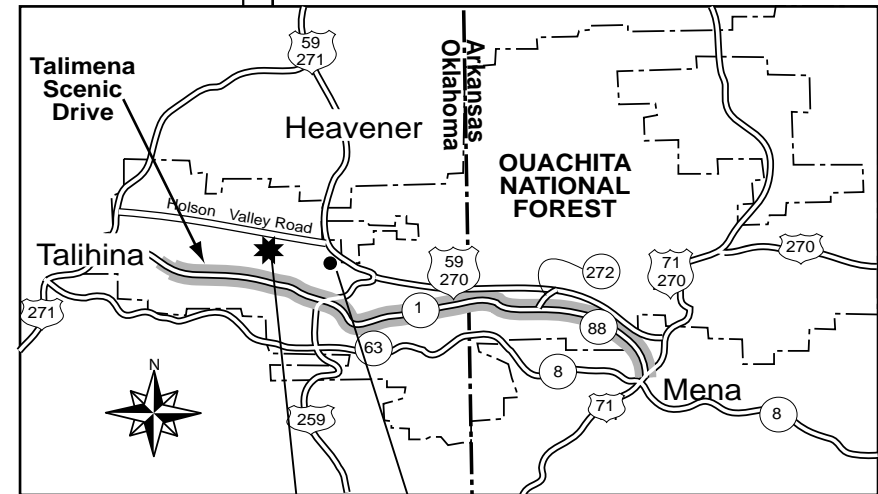 59
271
Talimena
Scenic
Drive
Arkansas
Oklahoma
Heavener
OUACHITA
NATIONAL
FOREST
Holson Valley Road
Talihina
59
270
272
71
270
270
271
1
88
63
8
N
Mena
259
71
8